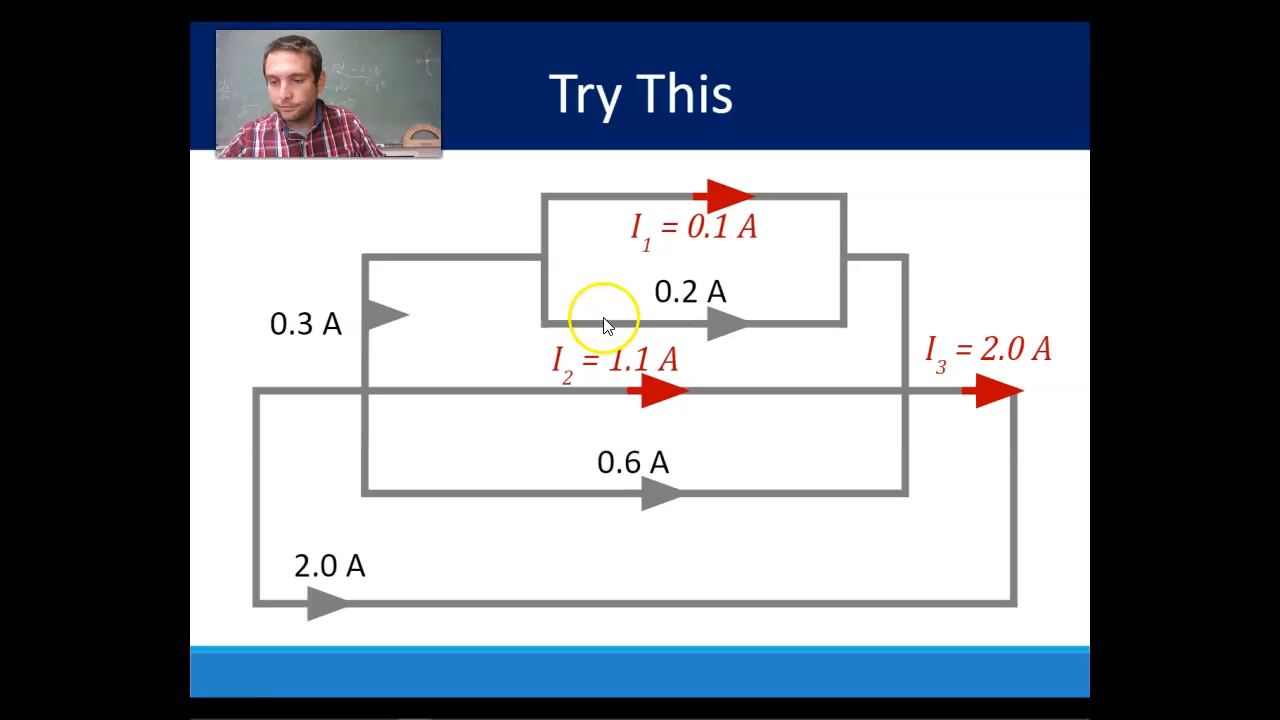 Try This
I1 = 0.1 A
0.2 A
0.3 A
I2 = 1.1 A
I3 = 2.0 A
0.6 A
2.0 A